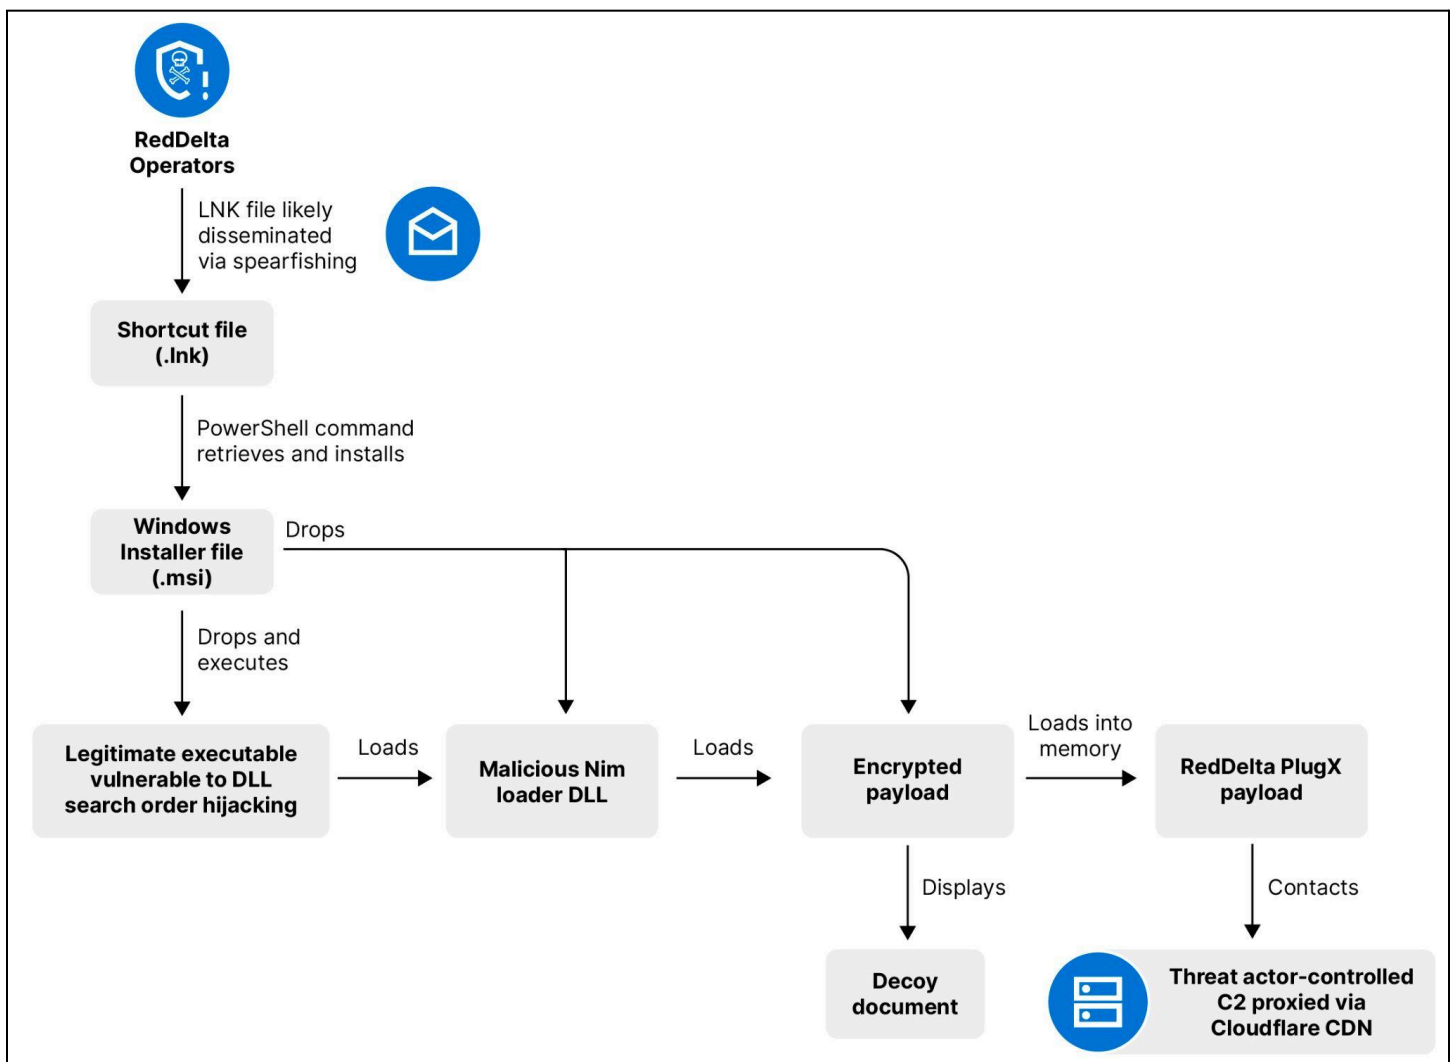 RedDelta
Operators
LNK file likely
disseminated
via spearfishing
Shortcut file
(.lnk)
PowerShell command
retrieves and installs
Windows
Installer file
(.msi)
Drops
Drops and
executes
Legitimate executable
vulnerable to DLL
search order hijacking
Loads
Malicious Nim
loader DLL
Loads
Encrypted
payload
Loads into
memory
RedDelta PlugX
payload
Displays
Contacts
Decoy
document
Threat actor-controlled
C2 proxied via
Cloudflare CDN